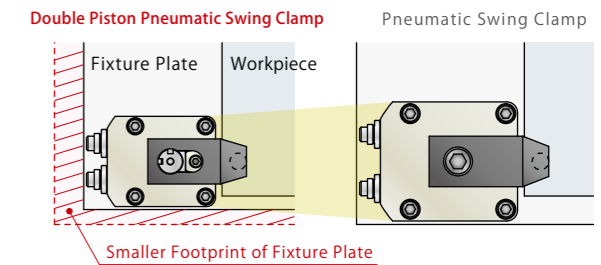 Double Piston Pneumatic Swing Clamp
Pneumatic Swing Clamp
Fixture Plate
Workpiece
Smaller Footprint of Fixture Plate